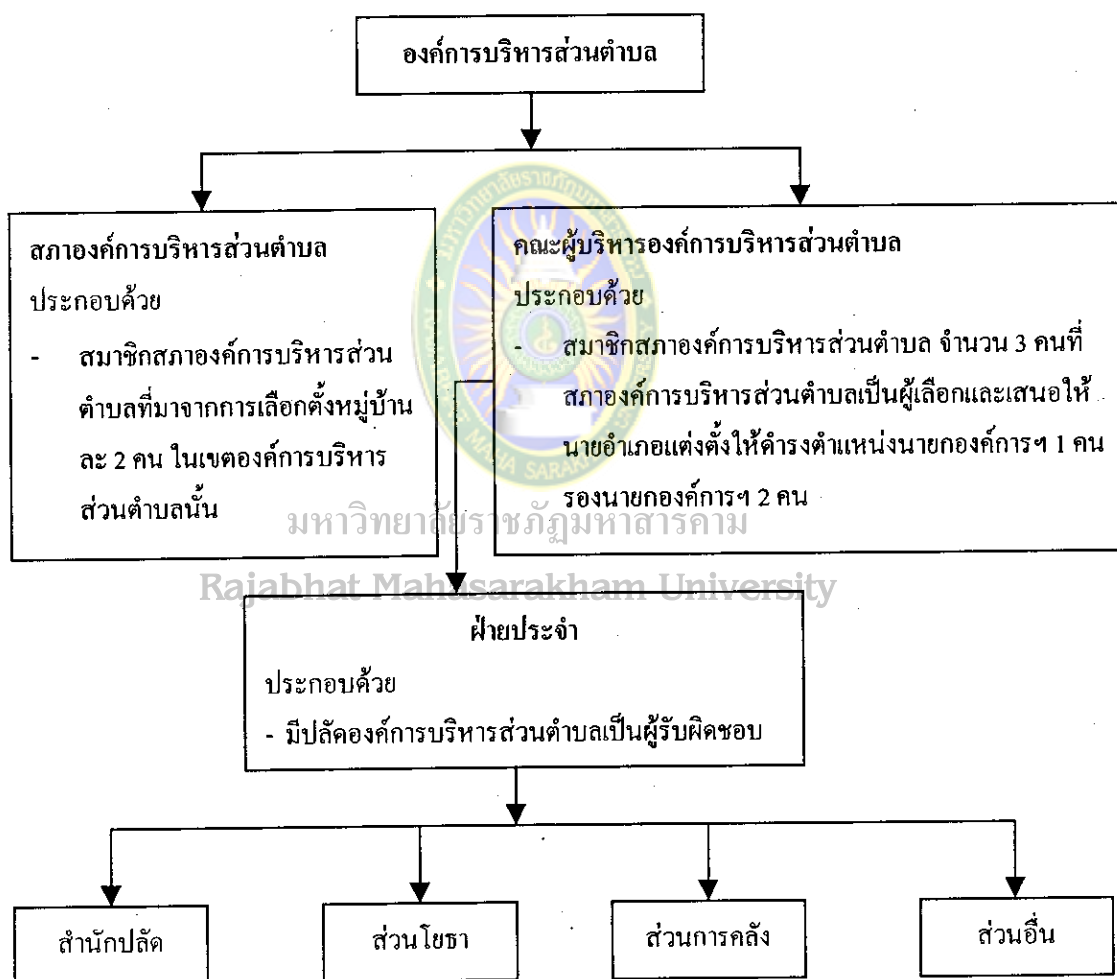 องค์การบริหารส่วนตำบล
สภาองค์การบริหารส่วนตำบล
ประกอบด้วย
- สมาชิกสภาองค์การบริหารส่วน
ตำบลที่มาจากการเลือกตั้งหมู่บ้าน
ละ 2 คน ในเขตองค์การบริหาร
ส่วนตำบลนั้น
คณะผู้บริหารองค์การบริหารส่วนตำบล
ประกอบด้วย
- สมาชิกสภาองค์การบริหารส่วนตำบล จำนวน 3 คนที่
สภาองค์การบริหารส่วนตำบลเป็นผู้เลือกและเสนอให้
นายอำเภอแต่งตั้งให้ดำรงตำแหน่งนายกองค์การฯ 1 คน
รองนายกองค์การฯ 2 คน
มหาวิทยาลัยราชภัฏมหาสารคาม
Rajabhat Mahasarakham University
ฝ่ายประจำ
ประกอบด้วย
- มีปลัดองค์การบริหารส่วนตำบลเป็นผู้รับผิดชอบ
สำนักปลัด
ส่วนโยธา
ส่วนการคลัง
ส่วนอื่น